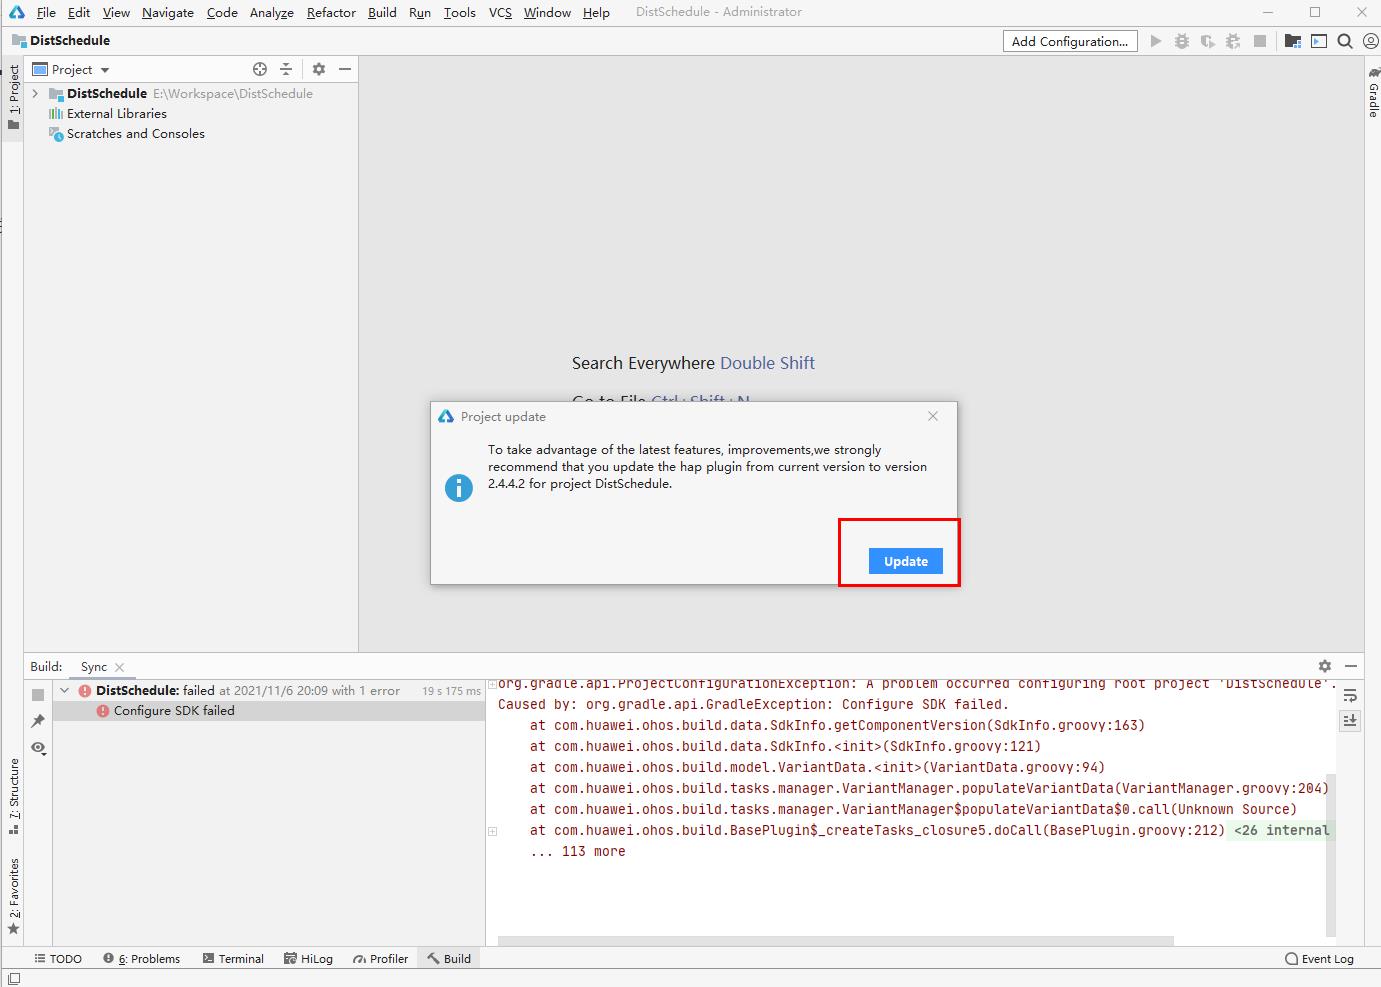 File Edit View Navigate Code Analyze Refactor Build Run Tools VCS Window Help DistSchedule - Administrator
DistSchedule
Add Configuration...
1: Project
Project
DistSchedule E:\Workspace\DistSchedule
External Libraries
Scratches and Consoles
Gradle
Search Everywhere Double Shift
Go to File Ctrl+Shift+N
Project update
To take advantage of the latest features, improvements,we strongly
recommend that you update the hap plugin from current version to version
2.4.4.2 for project DistSchedule.
Update
Build: Sync
DistSchedule: failed at 2021/11/6 20:09 with 1 error 19 s 175 ms
Configure SDK failed
org.gradle.api.ProjectConfigurationException: A problem occurred configuring root project 'DistSchedule'.
Caused by: org.gradle.api.GradleException: Configure SDK failed.
at com.huawei.ohos.build.data.SdkInfo.getComponentVersion(SdkInfo.groovy:163)
at com.huawei.ohos.build.data.SdkInfo.<init>(SdkInfo.groovy:121)
at com.huawei.ohos.build.model.VariantData.<init>(VariantData.groovy:94)
at com.huawei.ohos.build.tasks.manager.VariantManager.populateVariantData(VariantManager.groovy:204)
at com.huawei.ohos.build.tasks.manager.VariantManager$populateVariantData$0.call(Unknown Source)
at com.huawei.ohos.build.BasePlugin$_createTasks_closure5.doCall(BasePlugin.groovy:212) <26 internal
... 113 more
7: Structure
2: Favorites
TODO 6: Problems Terminal HiLog Profiler Build Event Log